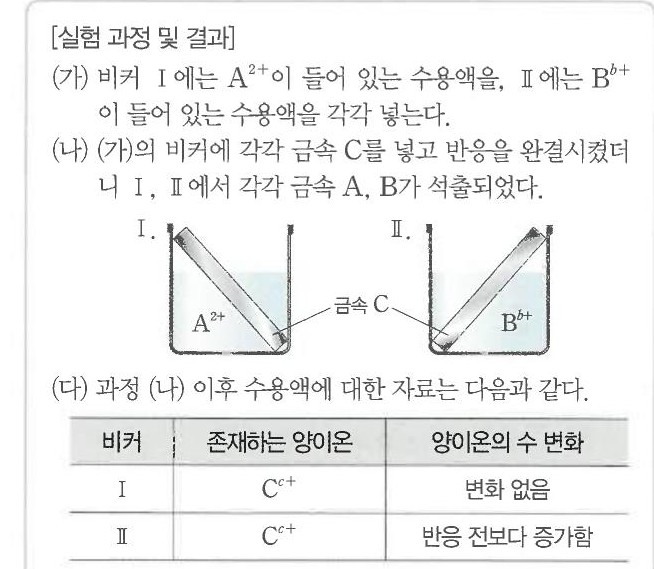 [실험 과정 및 결과]
(가) 비커 Ⅰ에는 A²⁺이 들어 있는 수용액을, Ⅱ에는 Bᵇ⁺
이 들어 있는 수용액을 각각 넣는다.
(나) (가)의 비커에 각각 금속 C를 넣고 반응을 완결시켰더
니 Ⅰ, Ⅱ에서 각각 금속 A, B가 석출되었다.
Ⅰ. Ⅱ.
금속 C
A²⁺ Bᵇ⁺
(다) 과정 (나) 이후 수용액에 대한 자료는 다음과 같다.
비커 존재하는 양이온 양이온의 수 변화
Ⅰ Cᶜ⁺ 변화 없음
Ⅱ Cᶜ⁺ 반응 전보다 증가함